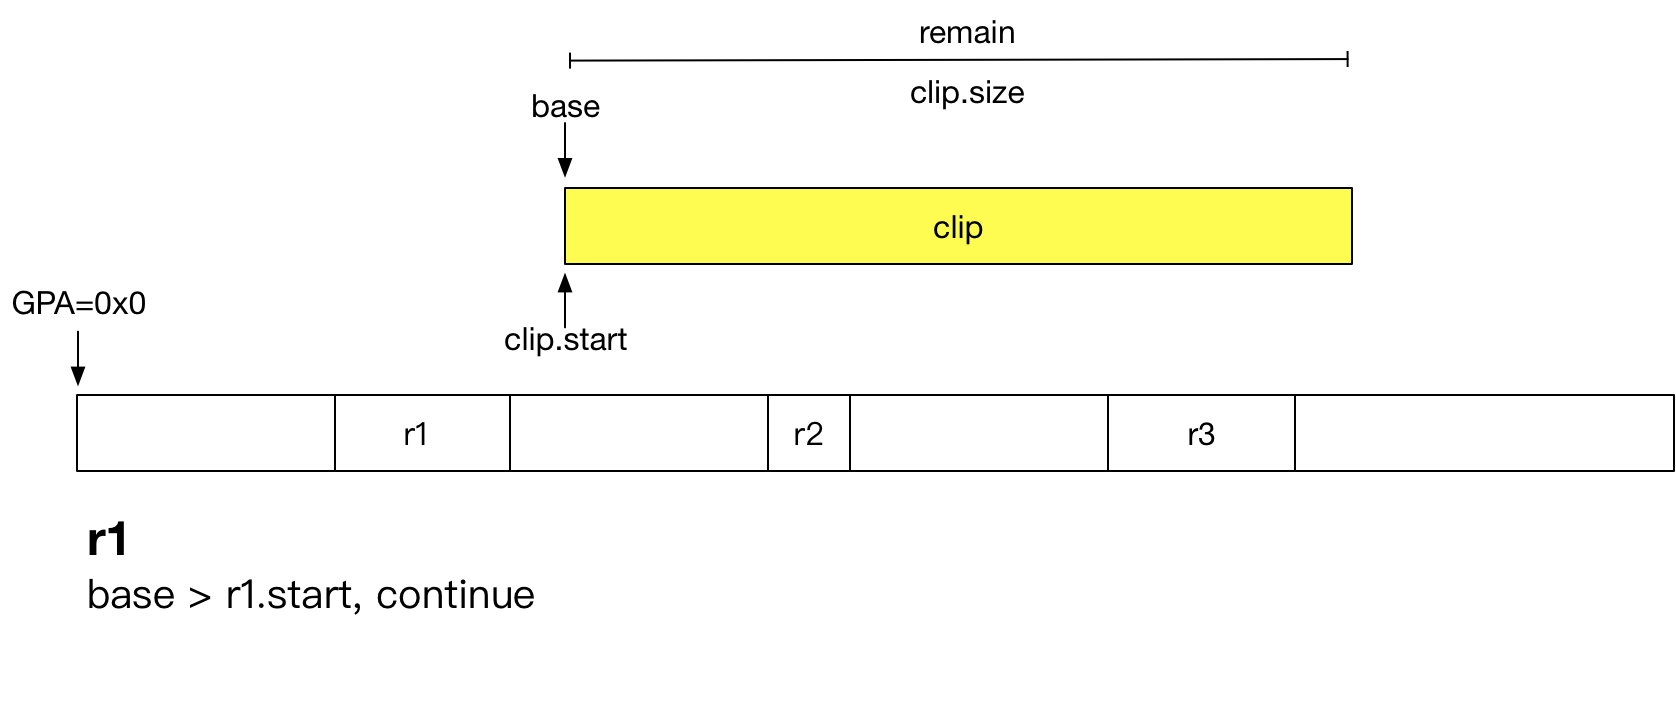 remain
clip.size
base
clip
GPA=0x0
clip.start
r1
r2
r3
r1
base > r1.start, continue